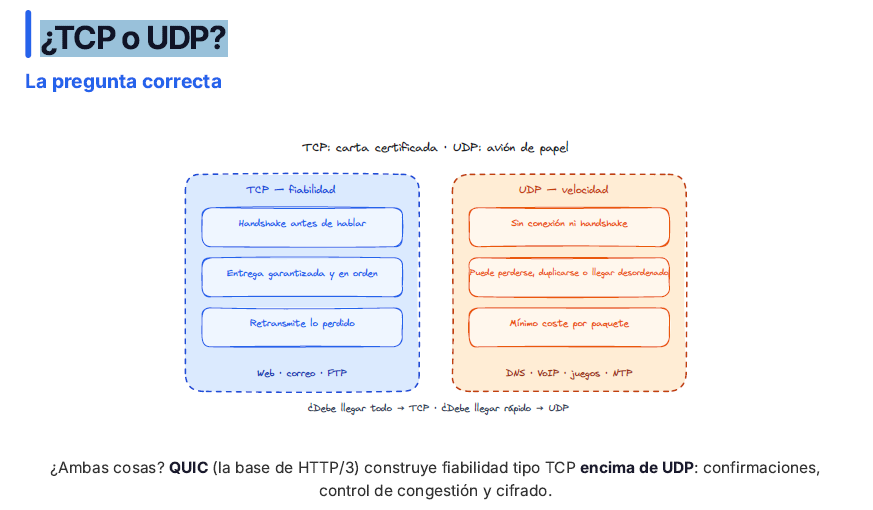 ¿TCP o UDP?
La pregunta correcta
TCP: carta certificada · UDP: avión de papel
TCP — fiabilidad
Handshake antes de hablar
Entrega garantizada y en orden
Retransmite lo perdido
Web · correo · FTP
UDP — velocidad
Sin conexión ni handshake
Puede perderse, duplicarse o llegar desordenado
Mínimo coste por paquete
DNS · VoIP · juegos · NTP
¿Debe llegar todo → TCP · ¿Debe llegar rápido → UDP
¿Ambas cosas? QUIC (la base de HTTP/3) construye fiabilidad tipo TCP encima de UDP: confirmaciones,
control de congestión y cifrado.